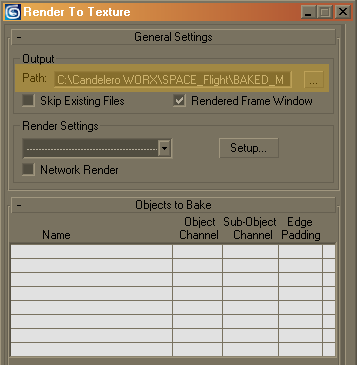 Render To Texture
- General Settings
Output
Path: C:\Candelero WORX\SPACE_Flight\BAKED_M ...
Skip Existing Files Rendered Frame Window
Render Settings
Setup...
Network Render
- Objects to Bake
Name Object Channel Sub-Object Channel Edge Padding